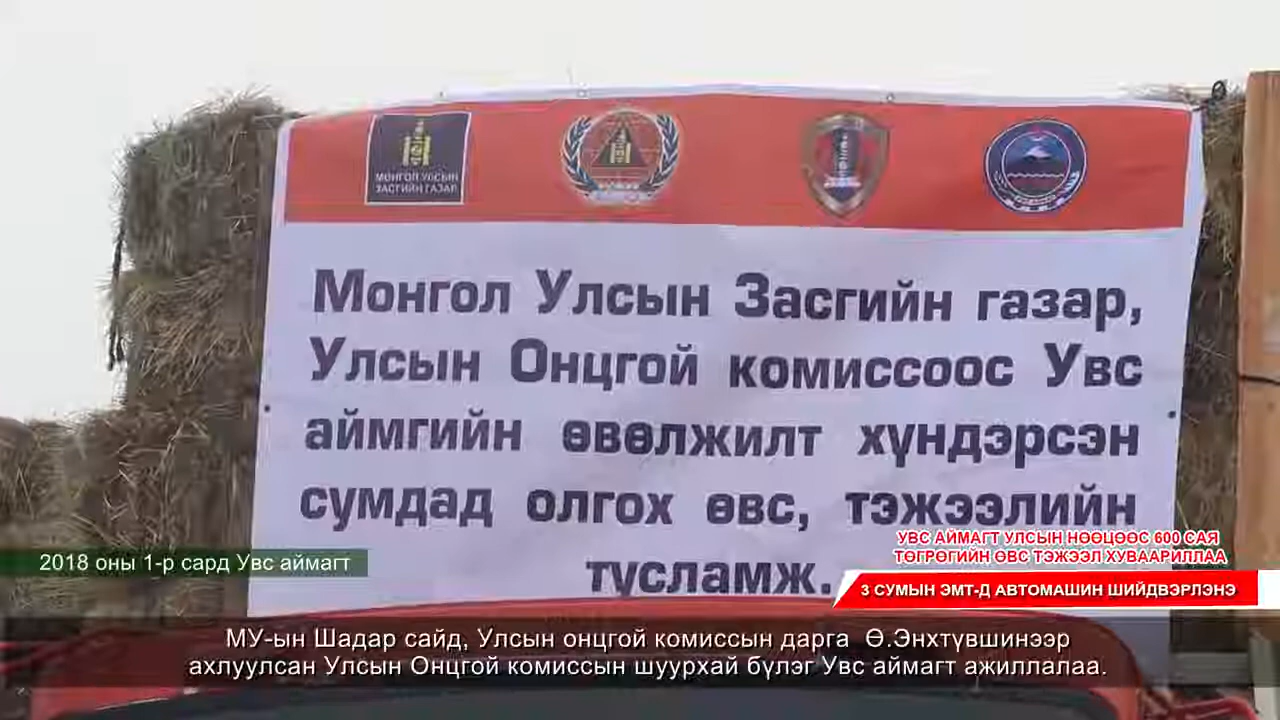 МОНГОЛ УЛСЫН
ЗАСГИЙН ГАЗАР
Монгол Улсын Засгийн газар,
Улсын Онцгой комиссоос Увс
аймгийн өвөлжилт хүндэрсэн
сумдад олгох өвс, тэжээлийн
тусламж.
УВС АЙМАГТ УЛСЫН НӨӨЦӨӨС 600 САЯ
ТӨГРӨГИЙН ӨВС ТЭЖЭЭЛ ХУВААРИЛЛАА
2018 оны 1-р сард Увс аймагт
3 СУМЫН ЭМТ-Д АВТОМАШИН ШИЙДВЭРЛЭНЭ
МУ-ын Шадар сайд, Улсын онцгой комиссын дарга Ө.Энхтүвшинээр
ахлуулсан Улсын Онцгой комиссын шуурхай бүлэг Увс аймагт ажиллалаа.